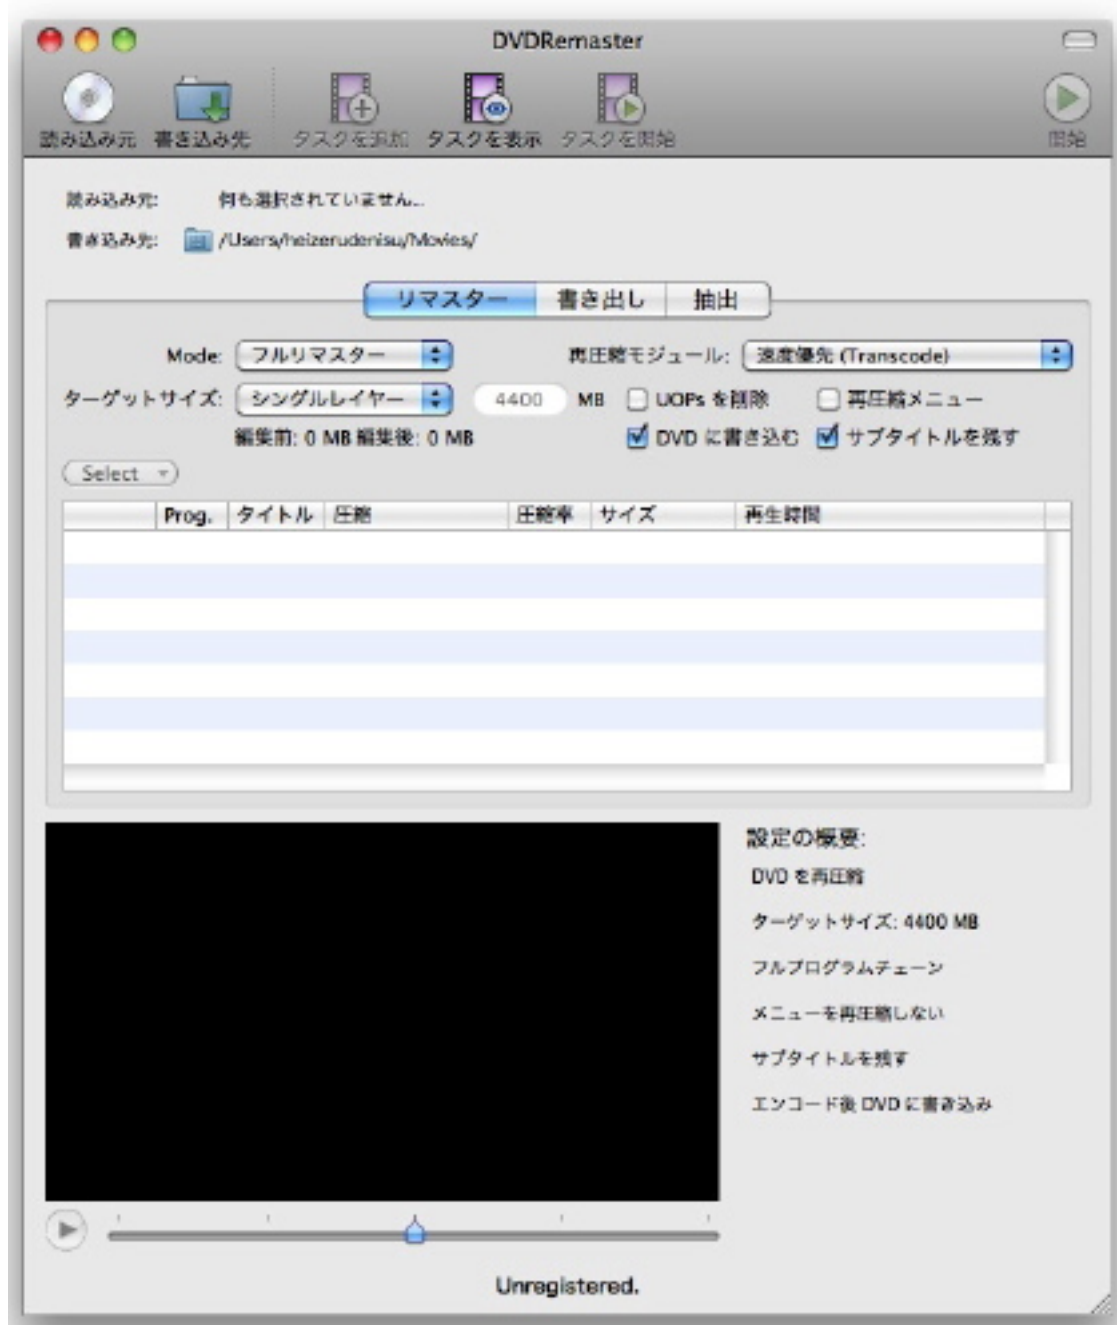 DVDRemaster
読み込み元 書き込み先 タスクを追加 タスクを表示 タスクを開始 開始
読み込み元: 何も選択されていません...
書き込み先: /Users/heizerudenisu/Movies/
リマスター 書き出し 抽出
Mode: フルリマスター 再圧縮モジュール: 速度優先 (Transcode)
ターゲットサイズ: シングルレイヤー 4400 MB UOPs を削除 再圧縮メニュー
編集前: 0 MB 編集後: 0 MB DVD に書き込む サブタイトルを残す
Select
Prog. タイトル 圧縮 圧縮率 サイズ 再生時間
設定の概要:
DVD を再圧縮
ターゲットサイズ: 4400 MB
フルプログラムチェーン
メニューを再圧縮しない
サブタイトルを残す
エンコード後 DVD に書き込み
Unregistered.